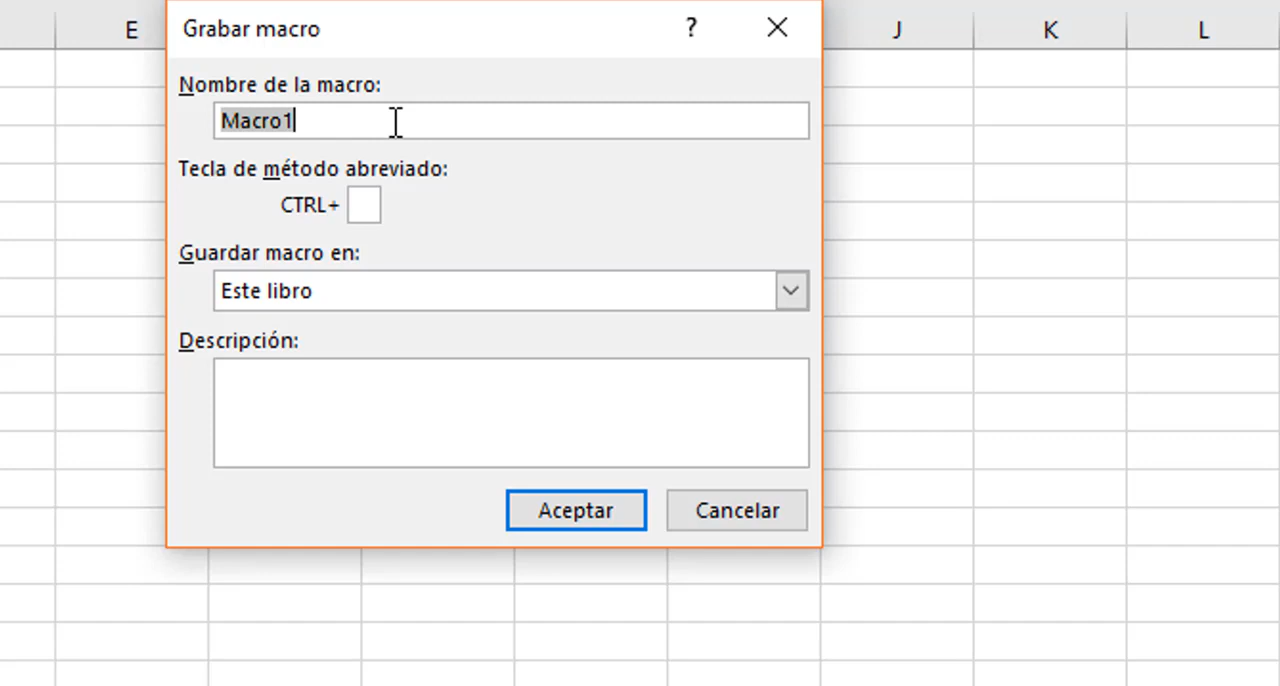 E J K L
Grabar macro ? ×
Nombre de la macro:
Macro1
Tecla de método abreviado:
CTRL+
Guardar macro en:
Este libro
Descripción:
Aceptar Cancelar